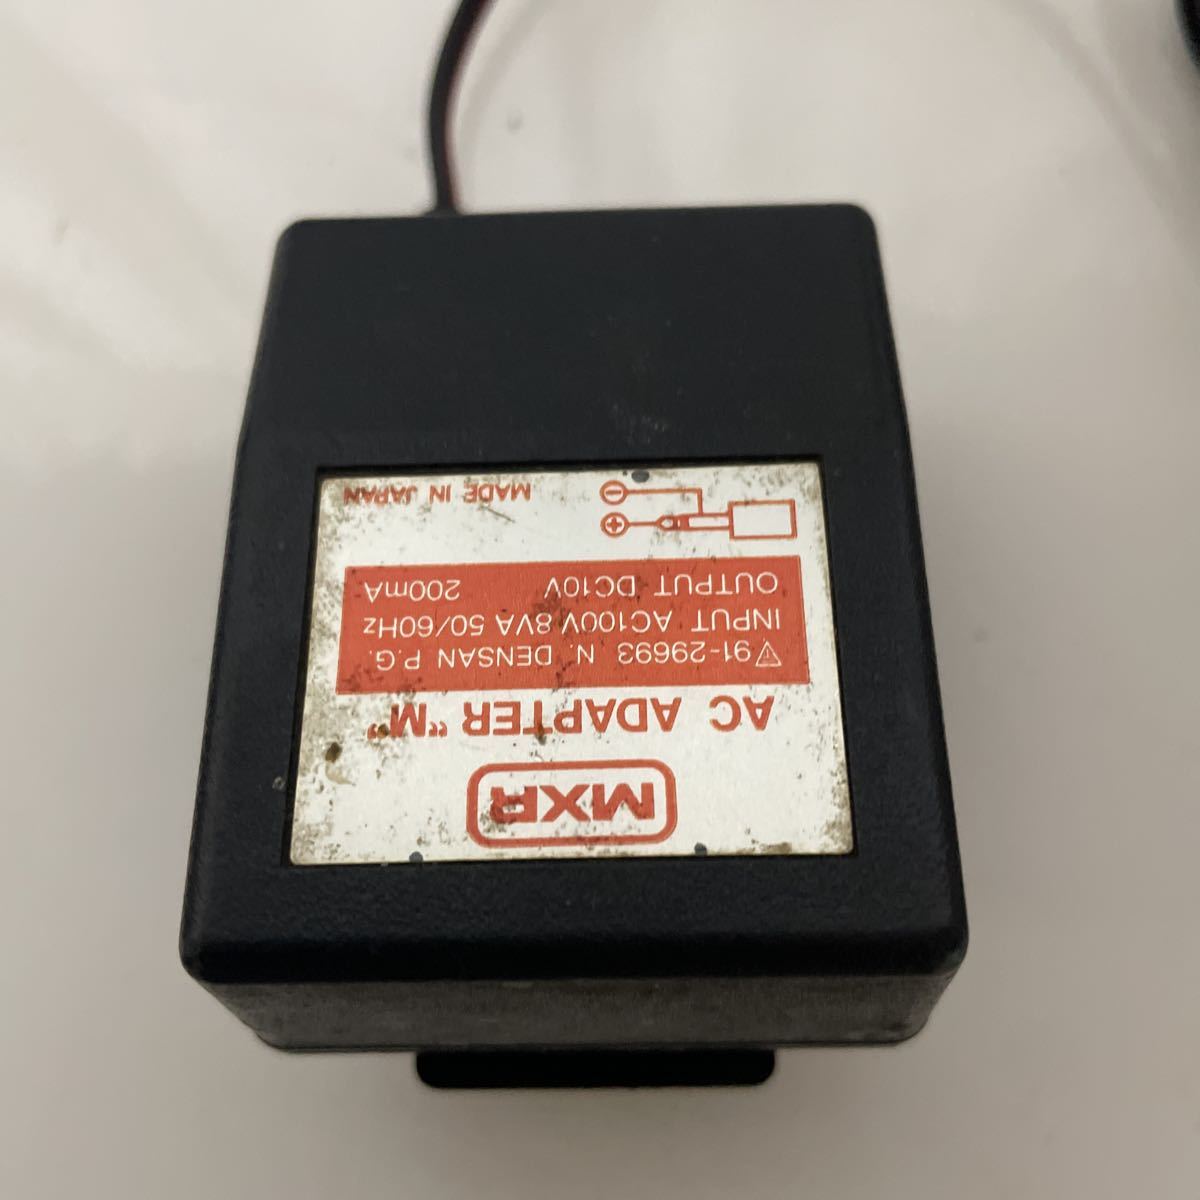 MXR
AC ADAPTER "M"
91-29693 N. DENSAN P.G.
INPUT AC100V 8VA 50/60Hz
OUTPUT DC10V 200mA
MADE IN JAPAN